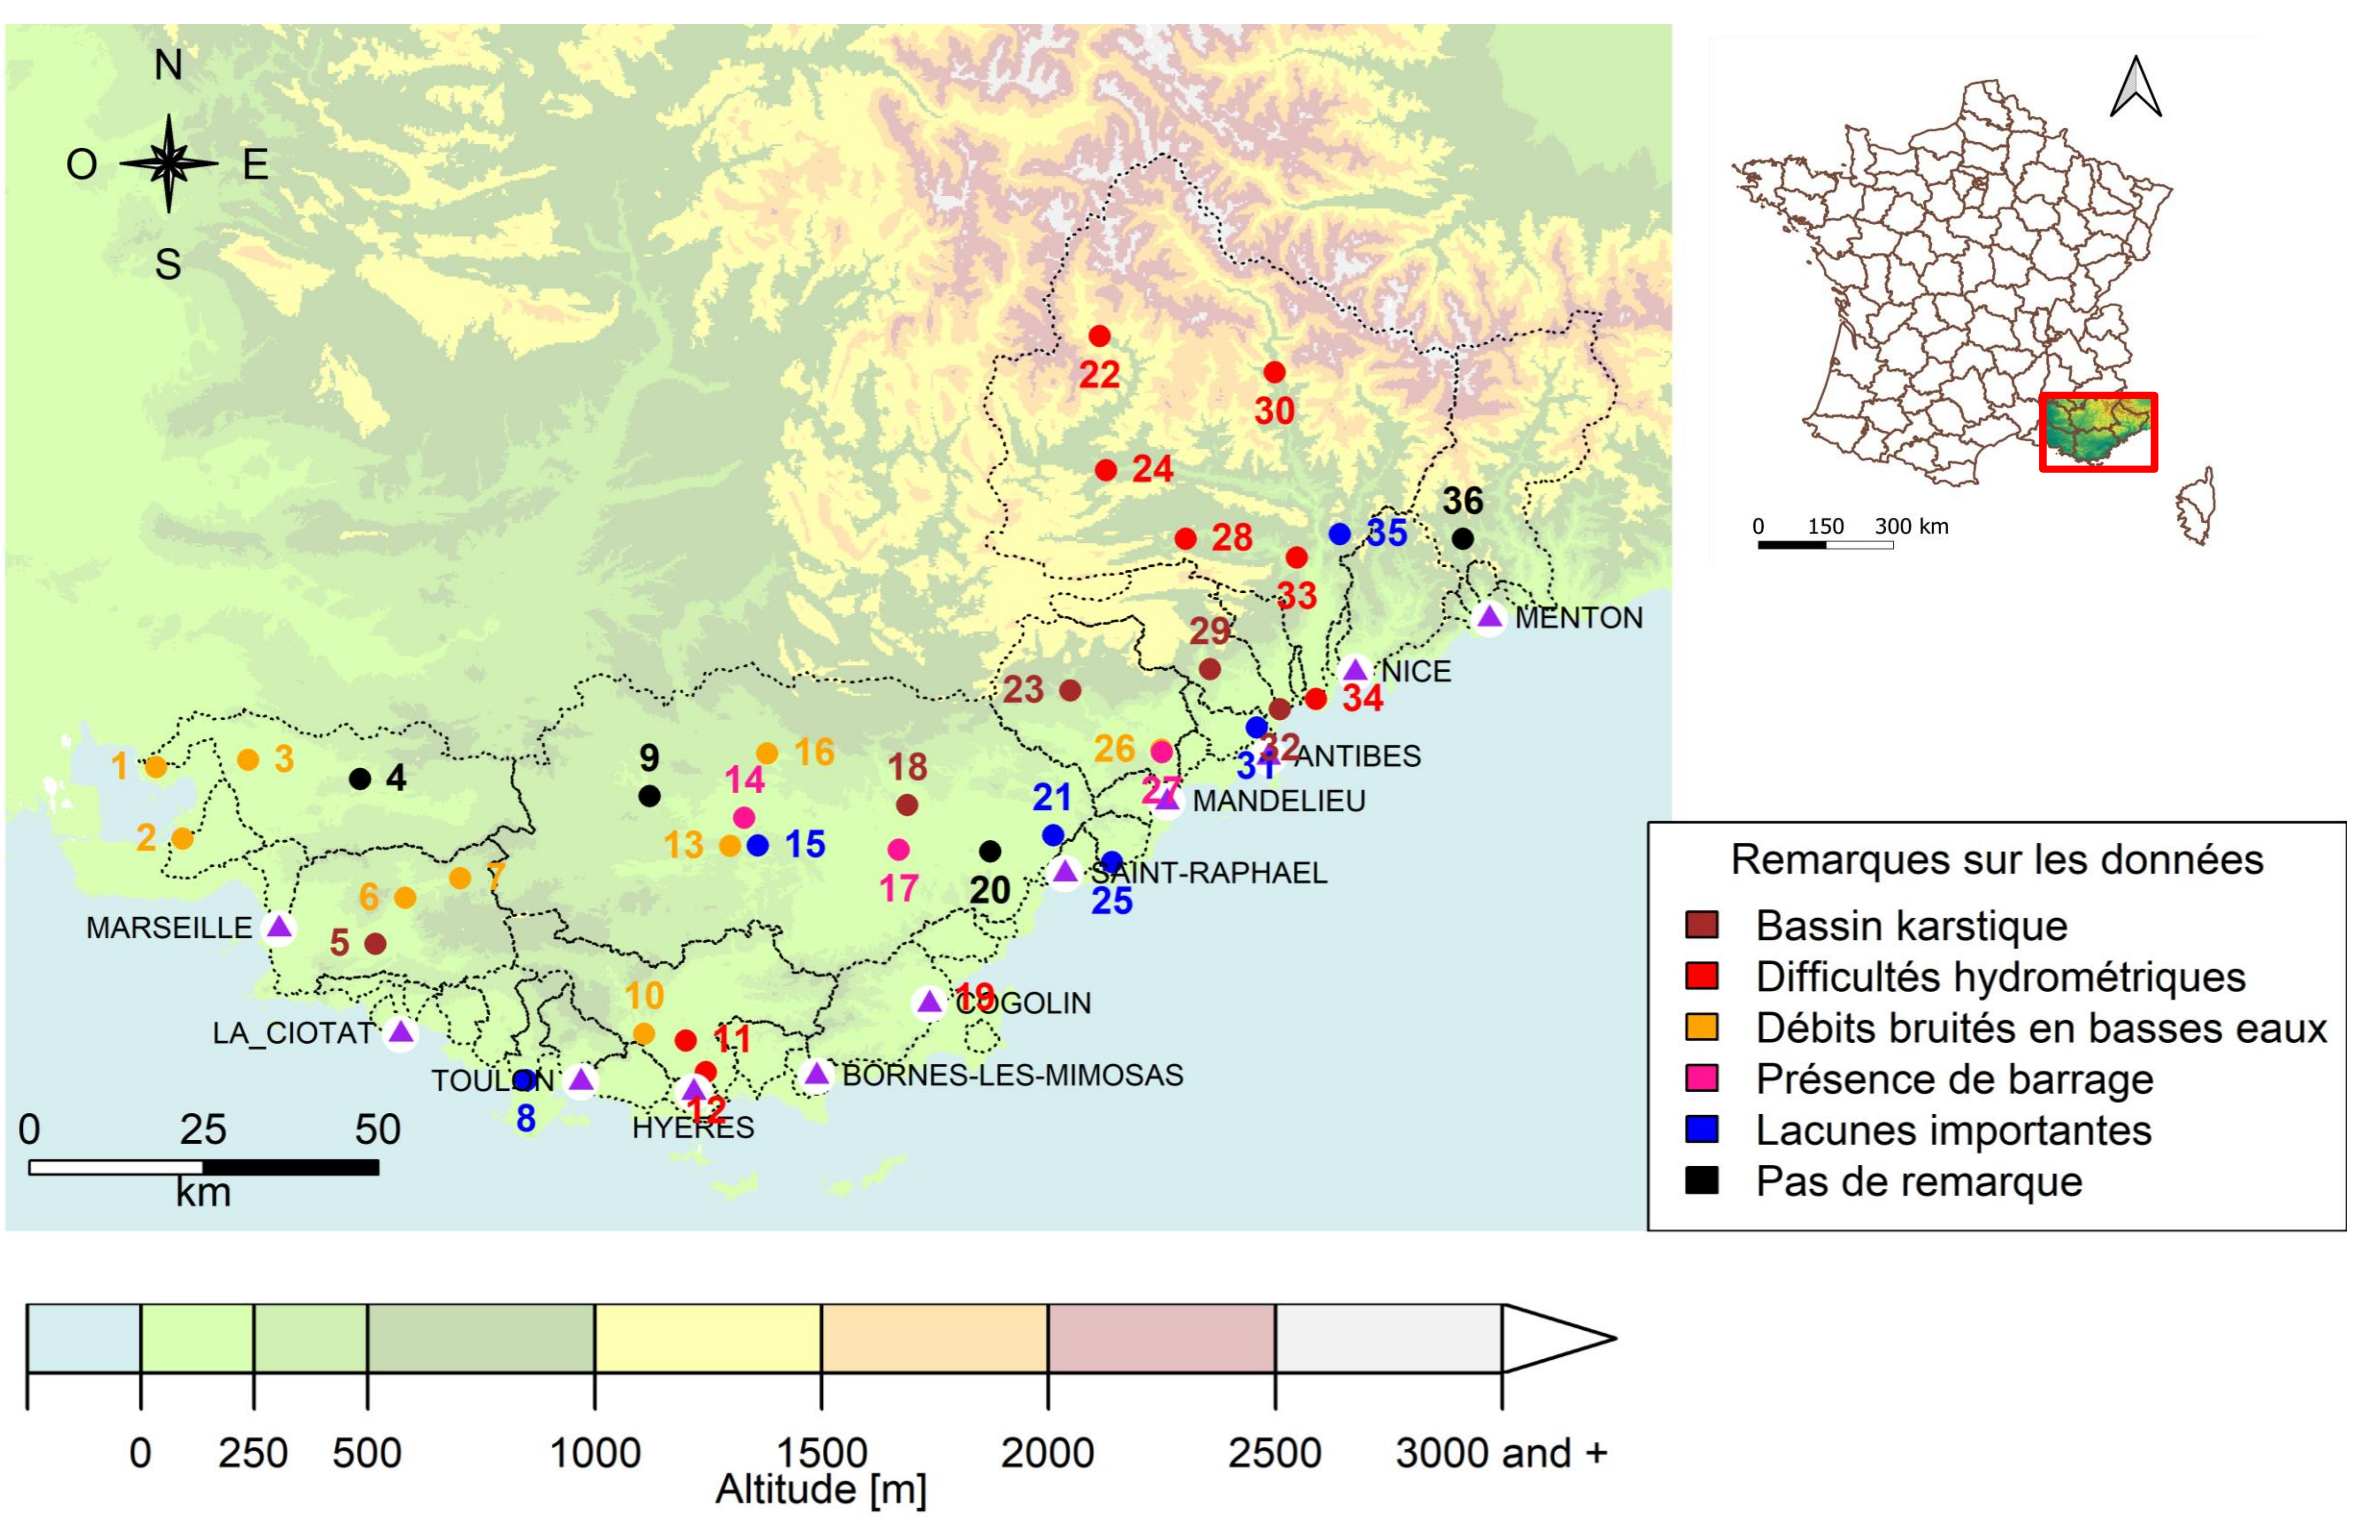 N
O
E
S
22
30
24
28
35
36
33
MENTON
29
NICE
23
34
1
3
4
9
16
14
18
26
32
ANTIBES
31
2
13
15
21
27
MANDELIEU
6
7
17
20
SAINT-RAPHAEL
25
MARSEILLE
5
10
11
19
COGOLIN
LA_CIOTAT
TOULON
8
12
HYERES
BORNES-LES-MIMOSAS
0 25 50
km
0 150 300 km
Remarques sur les données
Bassin karstique
Difficultés hydrométriques
Débits bruités en basses eaux
Présence de barrage
Lacunes importantes
Pas de remarque
0 250 500 1000 1500 2000 2500 3000 and +
Altitude [m]